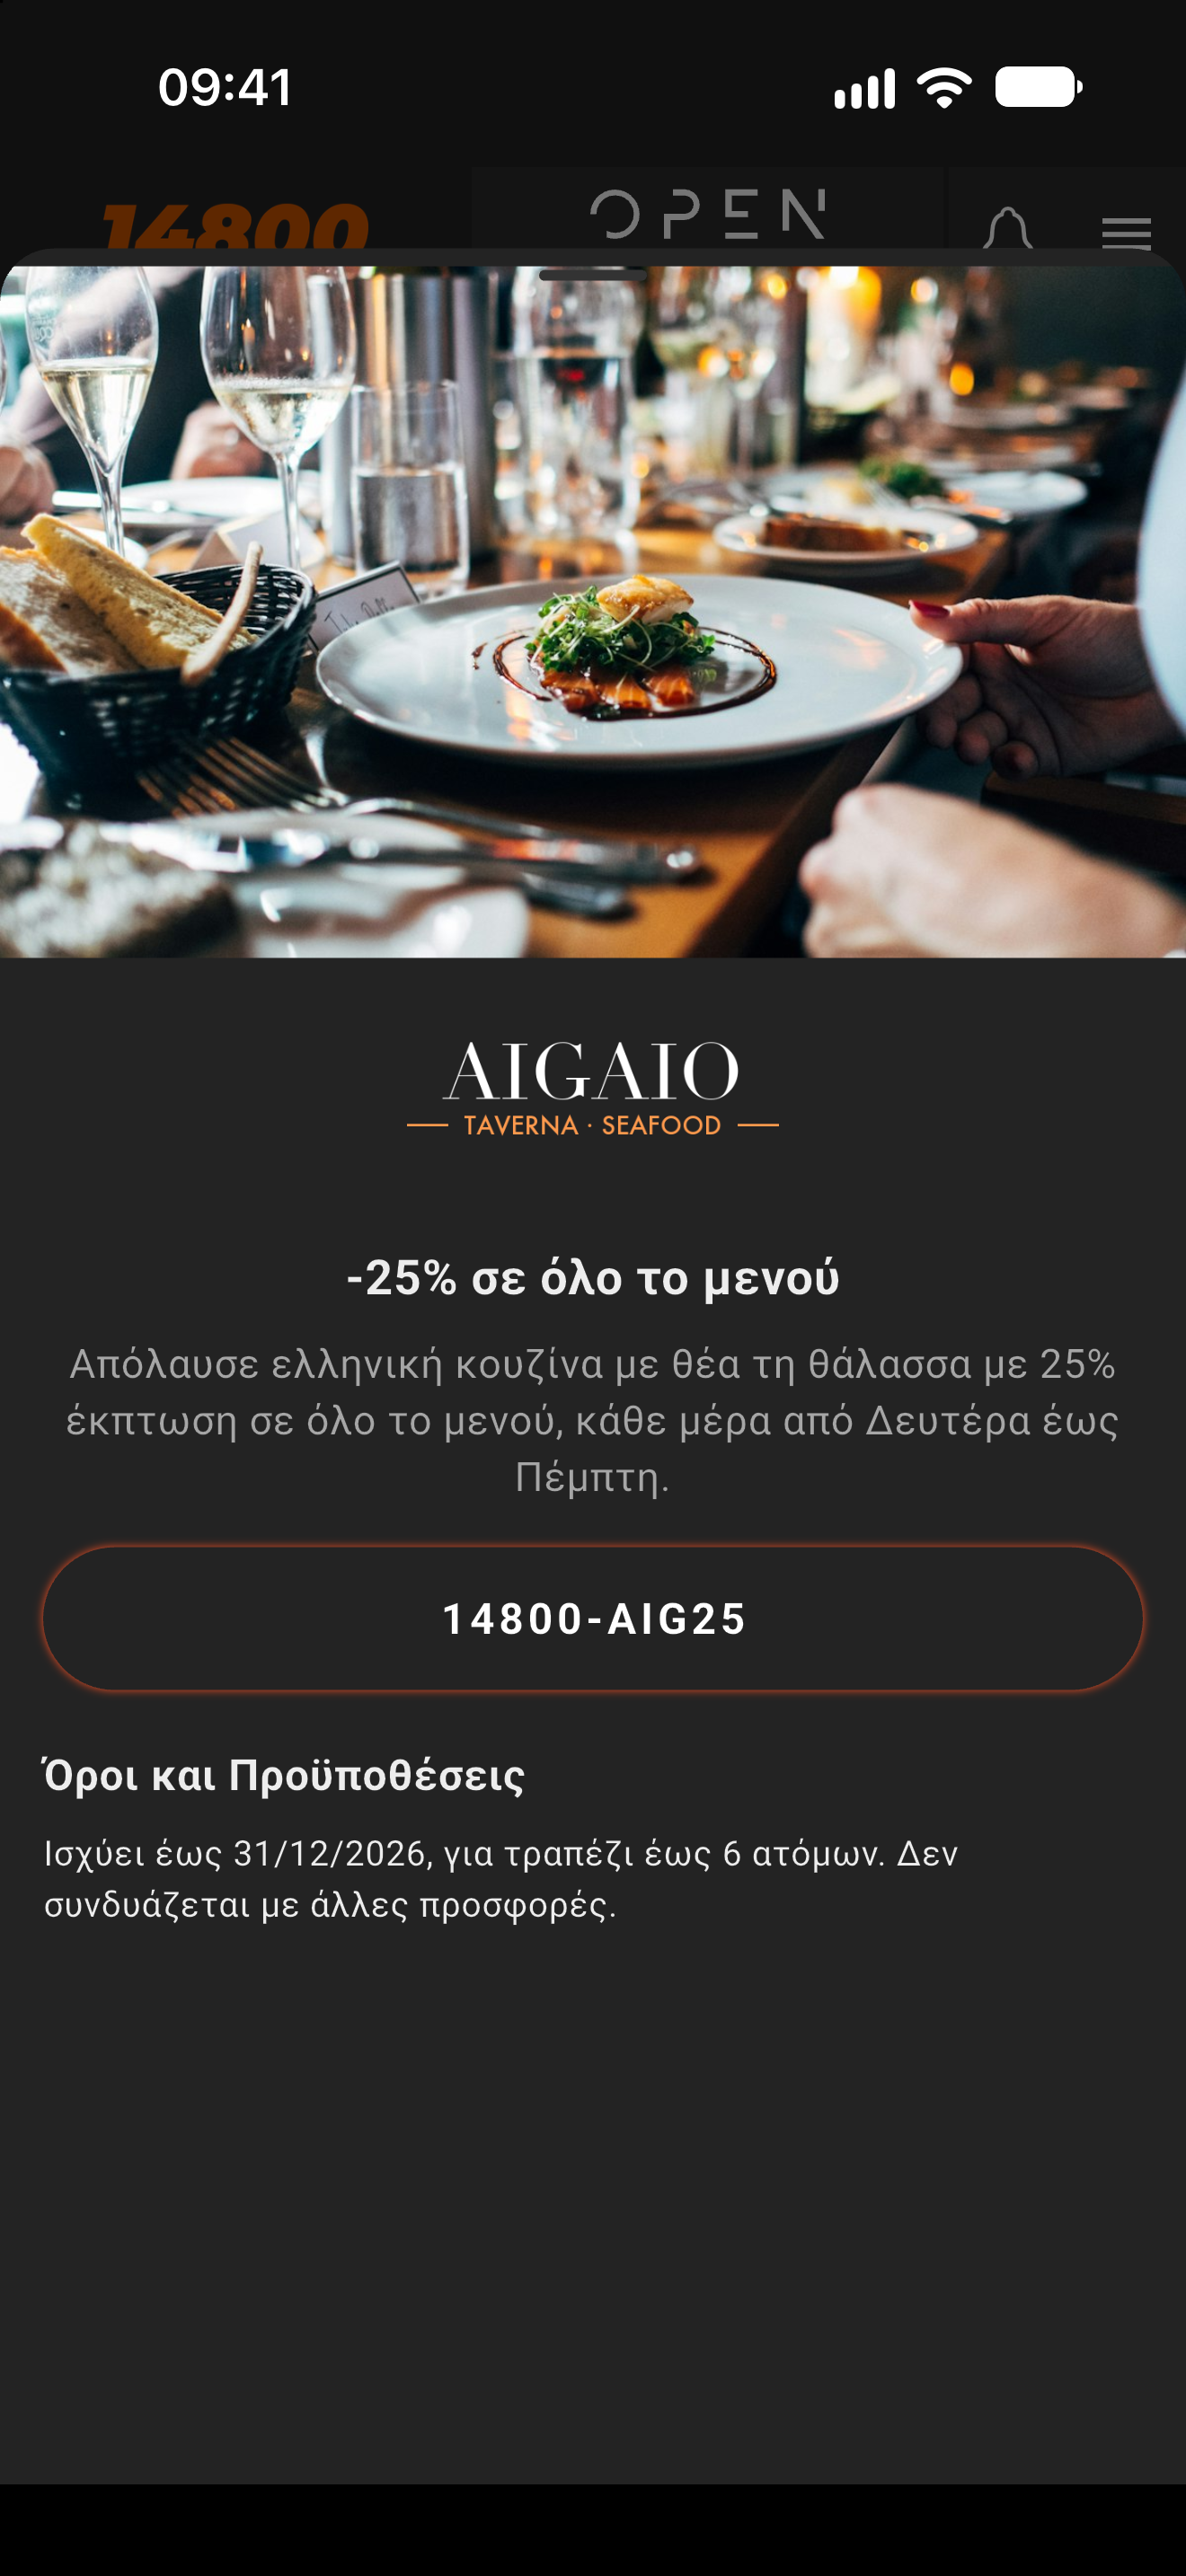 09:41
14800
OPEN
AIGAIO
TAVERNA · SEAFOOD
-25% σε όλο το μενού
Απόλαυσε ελληνική κουζίνα με θέα τη θάλασσα με 25%
έκπτωση σε όλο το μενού, κάθε μέρα από Δευτέρα έως
Πέμπτη.
14800-AIG25
Όροι και Προϋποθέσεις
Ισχύει έως 31/12/2026, για τραπέζι έως 6 ατόμων. Δεν
συνδυάζεται με άλλες προσφορές.